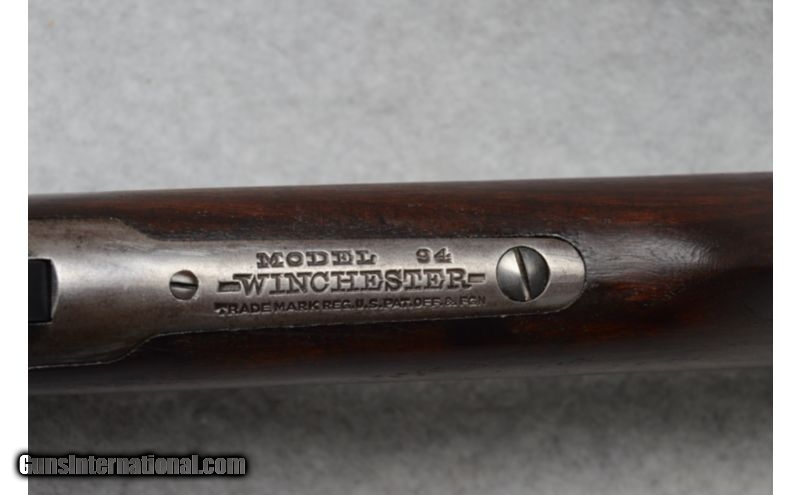 MODEL 94
-WINCHESTER-
TRADE MARK REG. U.S. PAT. OFF. & FGN
GunsInternational.com